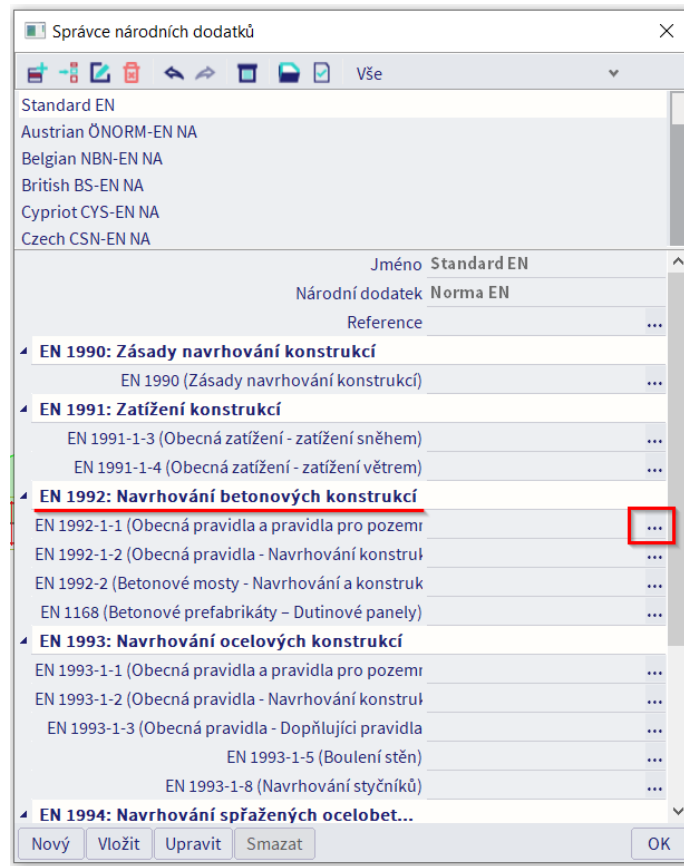 Správce národních dodatků
Vše
Standard EN
Austrian ÖNORM-EN NA
Belgian NBN-EN NA
British BS-EN NA
Cypriot CYS-EN NA
Czech CSN-EN NA
Jméno Standard EN
Národní dodatek Norma EN
Reference ...
EN 1990: Zásady navrhování konstrukcí
EN 1990 (Zásady navrhování konstrukcí) ...
EN 1991: Zatížení konstrukcí
EN 1991-1-3 (Obecná zatížení - zatížení sněhem) ...
EN 1991-1-4 (Obecná zatížení - zatížení větrem) ...
EN 1992: Navrhování betonových konstrukcí
EN 1992-1-1 (Obecná pravidla a pravidla pro pozemn ...
EN 1992-1-2 (Obecná pravidla - Navrhování konstruk ...
EN 1992-2 (Betonové mosty - Navrhování a konstruk ...
EN 1168 (Betonové prefabrikáty – Dutinové panely) ...
EN 1993: Navrhování ocelových konstrukcí
EN 1993-1-1 (Obecná pravidla a pravidla pro pozemn ...
EN 1993-1-2 (Obecná pravidla - Navrhování konstruk ...
EN 1993-1-3 (Obecná pravidla - Dopňlujíci pravidla ...
EN 1993-1-5 (Boulení stěn) ...
EN 1993-1-8 (Navrhování styčníků) ...
EN 1994: Navrhování spřažených ocelobet...
Nový Vložit Upravit Smazat OK